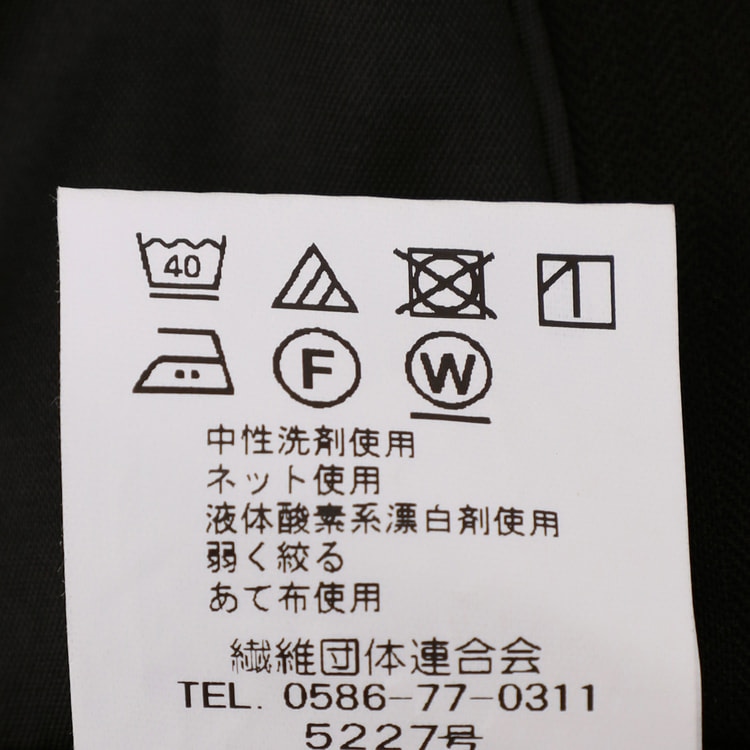 40
F W
中性洗剤使用
ネット使用
液体酸素系漂白剤使用
弱く絞る
あて布使用
繊維団体連合会
TEL. 0586-77-0311
5227号